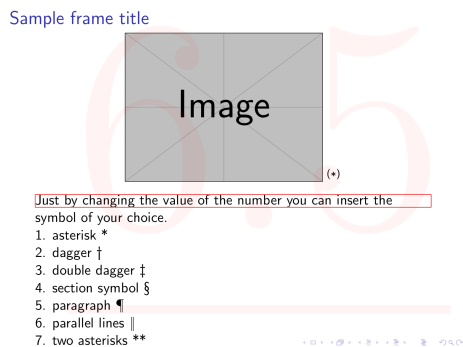 Sample frame title
Image
(*)
Just by changing the value of the number you can insert the
symbol of your choice.
1. asterisk *
2. dagger †
3. double dagger ‡
4. section symbol §
5. paragraph ¶
6. parallel lines ∥
7. two asterisks **
6.5